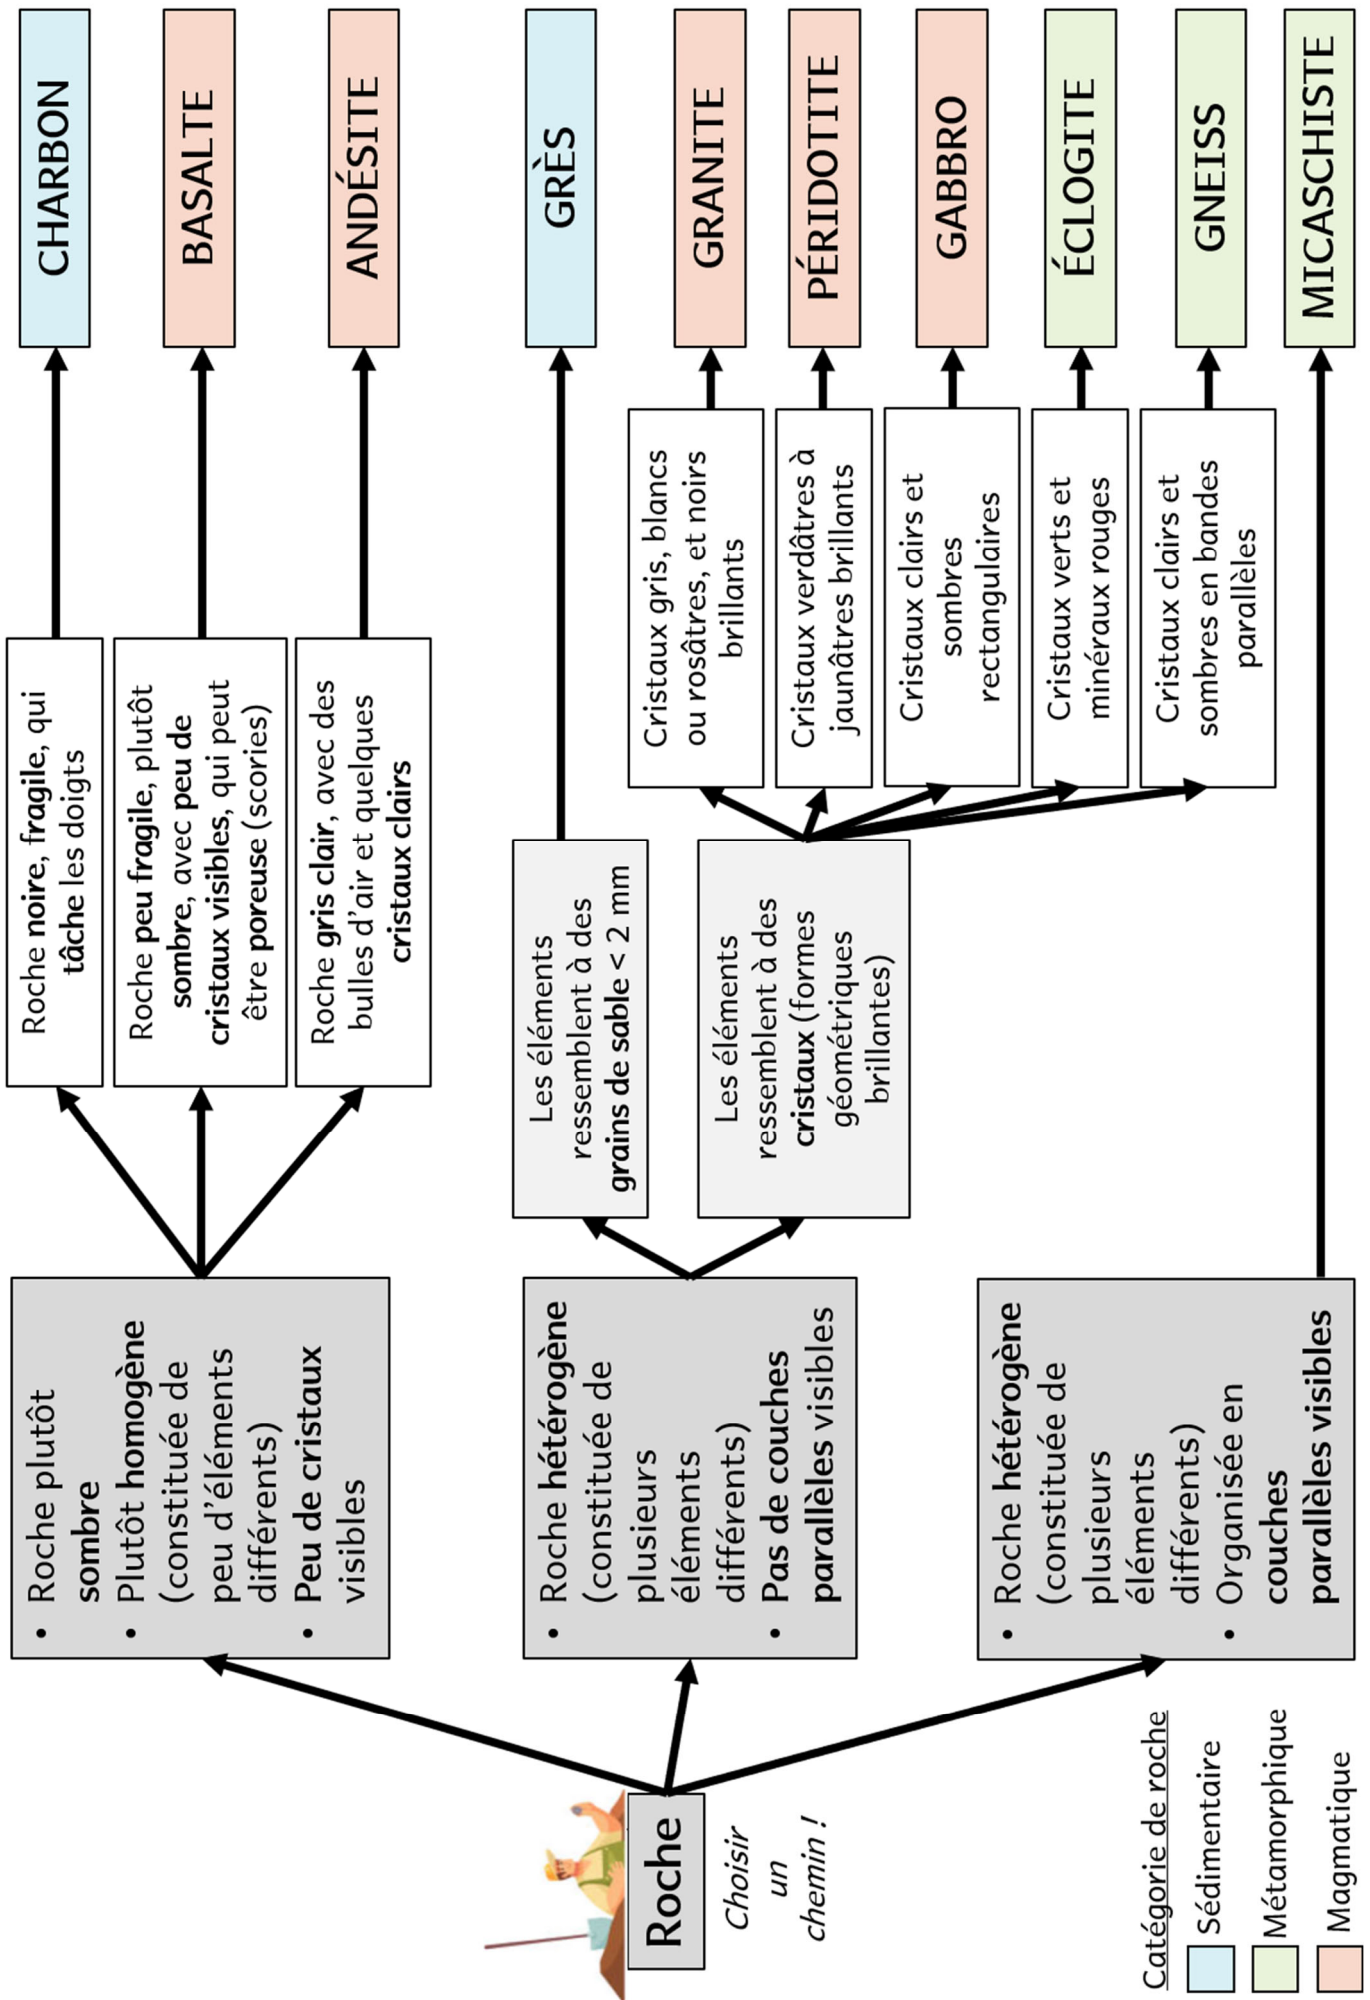 Roche
Choisir
un
chemin !
• Roche plutôt
sombre
• Plutôt homogène
(constituée de
peu d'éléments
différents)
• Peu de cristaux
visibles
Roche noire, fragile, qui
tâche les doigts
CHARBON
Roche peu fragile, plutôt
sombre, avec peu de
cristaux visibles, qui peut
être poreuse (scories)
BASALTE
Roche gris clair, avec des
bulles d'air et quelques
cristaux clairs
ANDÉSITE
• Roche hétérogène
(constituée de
plusieurs
éléments
différents)
• Pas de couches
parallèles visibles
Les éléments
ressemblent à des
grains de sable < 2 mm
GRÈS
Les éléments
ressemblent à des
cristaux (formes
géométriques
brillantes)
Cristaux gris, blancs
ou rosâtres, et noirs
brillants
GRANITE
Cristaux verdâtres à
jaunâtres brillants
PÉRIDOTITE
Cristaux clairs et
sombres
rectangulaires
GABBRO
Cristaux verts et
minéraux rouges
ÉCLOGITE
Cristaux clairs et
sombres en bandes
parallèles
GNEISS
• Roche hétérogène
(constituée de
plusieurs
éléments
différents)
• Organisée en
couches
parallèles visibles
MICASCHISTE
Catégorie de roche
Sédimentaire
Métamorphique
Magmatique